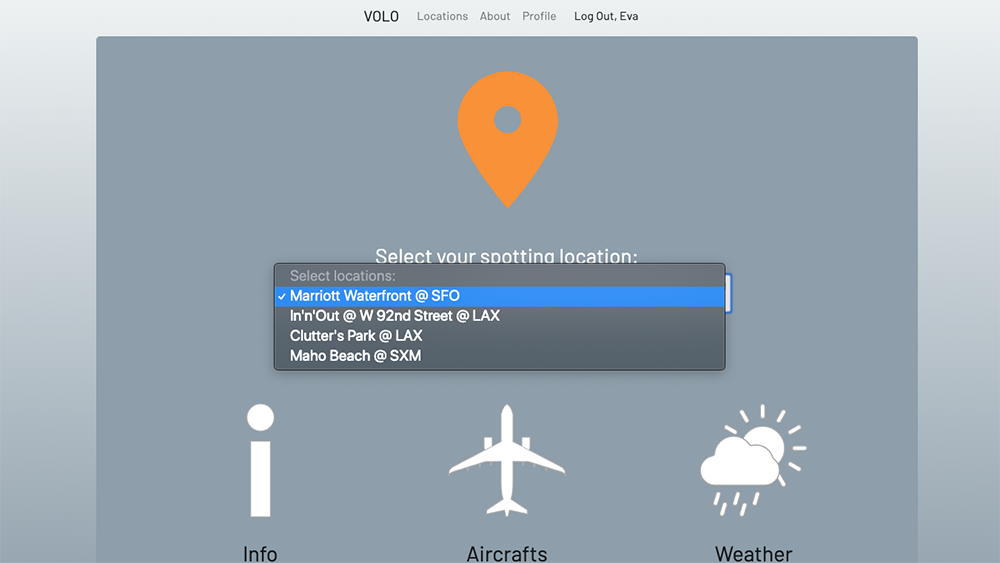 VOLO Locations About Profile Log Out, Eva
Select your spotting location:
Select locations:
✓ Marriott Waterfront @ SFO
In'n'Out @ W 92nd Street @ LAX
Clutter's Park @ LAX
Maho Beach @ SXM
Info Aircrafts Weather